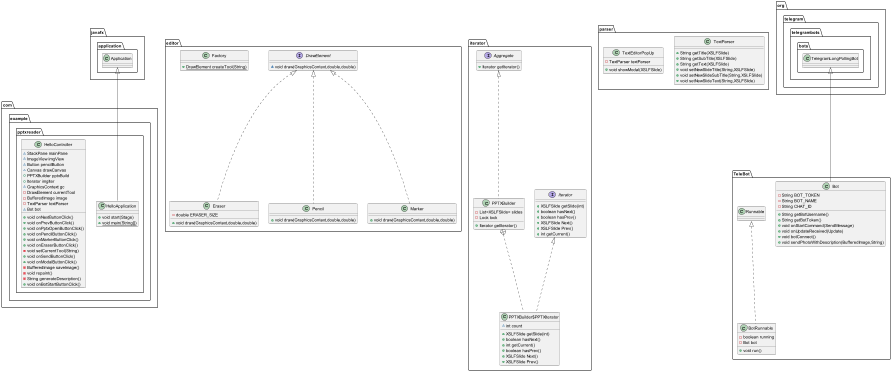 javafx
application
Application
com
example
pptxreader
HelloController
StackPane mainPane
ImageView imgView
Button pencilButton
Canvas drawCanvas
PPTXBuilder pptxBuild
Iterator imgIter
GraphicsContext gc
DrawElement currentTool
BufferedImage image
TextParser textParser
Bot bot
void onNextButtonClick()
void onPrevButtonClick()
void onPptxOpenButtonClick()
void onPencilButtonClick()
void onMarkerButtonClick()
void onEraserButtonClick()
void setCurrentTool(String)
void onSendButtonClick()
void onModalButtonClick()
BufferedImage saveImage()
void repaint()
String generateDescription()
void onBotStartButtonClick()
HelloApplication
void start(Stage)
void main(String[])
editor
Factory
DrawElement createTool(String)
DrawElement
void draw(GraphicsContext,double,double)
Eraser
double ERASER_SIZE
void draw(GraphicsContext,double,double)
Pencil
void draw(GraphicsContext,double,double)
Marker
void draw(GraphicsContext,double,double)
iterator
Aggregate
Iterator getIterator()
PPTXBuilder
List<XSLFSlide> slides
Lock lock
Iterator getIterator()
Iterator
XSLFSlide getSlide(int)
boolean hasNext()
boolean hasPrev()
XSLFSlide Next()
XSLFSlide Prev()
int getCurrent()
PPTXBuilder$PPTXIterator
int count
XSLFSlide getSlide(int)
boolean hasNext()
int getCurrent()
boolean hasPrev()
XSLFSlide Next()
XSLFSlide Prev()
parser
TextEditorPopUp
TextParser textParser
void showModal(XSLFSlide)
TextParser
String getTitle(XSLFSlide)
String getSubTitle(XSLFSlide)
String getText(XSLFSlide)
void setNewSlideTitle(String,XSLFSlide)
void setNewSlideSubTitle(String,XSLFSlide)
void setNewSlideText(String,XSLFSlide)
org
telegram
telegrambots
bots
TelegramLongPollingBot
TeleBot
Bot
String BOT_TOKEN
String BOT_NAME
String CHAT_ID
String getBotUsername()
String getBotToken()
void onStartCommand(SendMessage)
void onUpdateReceived(Update)
void botConnect()
void sendPhotoWithDescription(BufferedImage,String)
Runnable
BotRunnable
boolean running
Bot bot
void run()